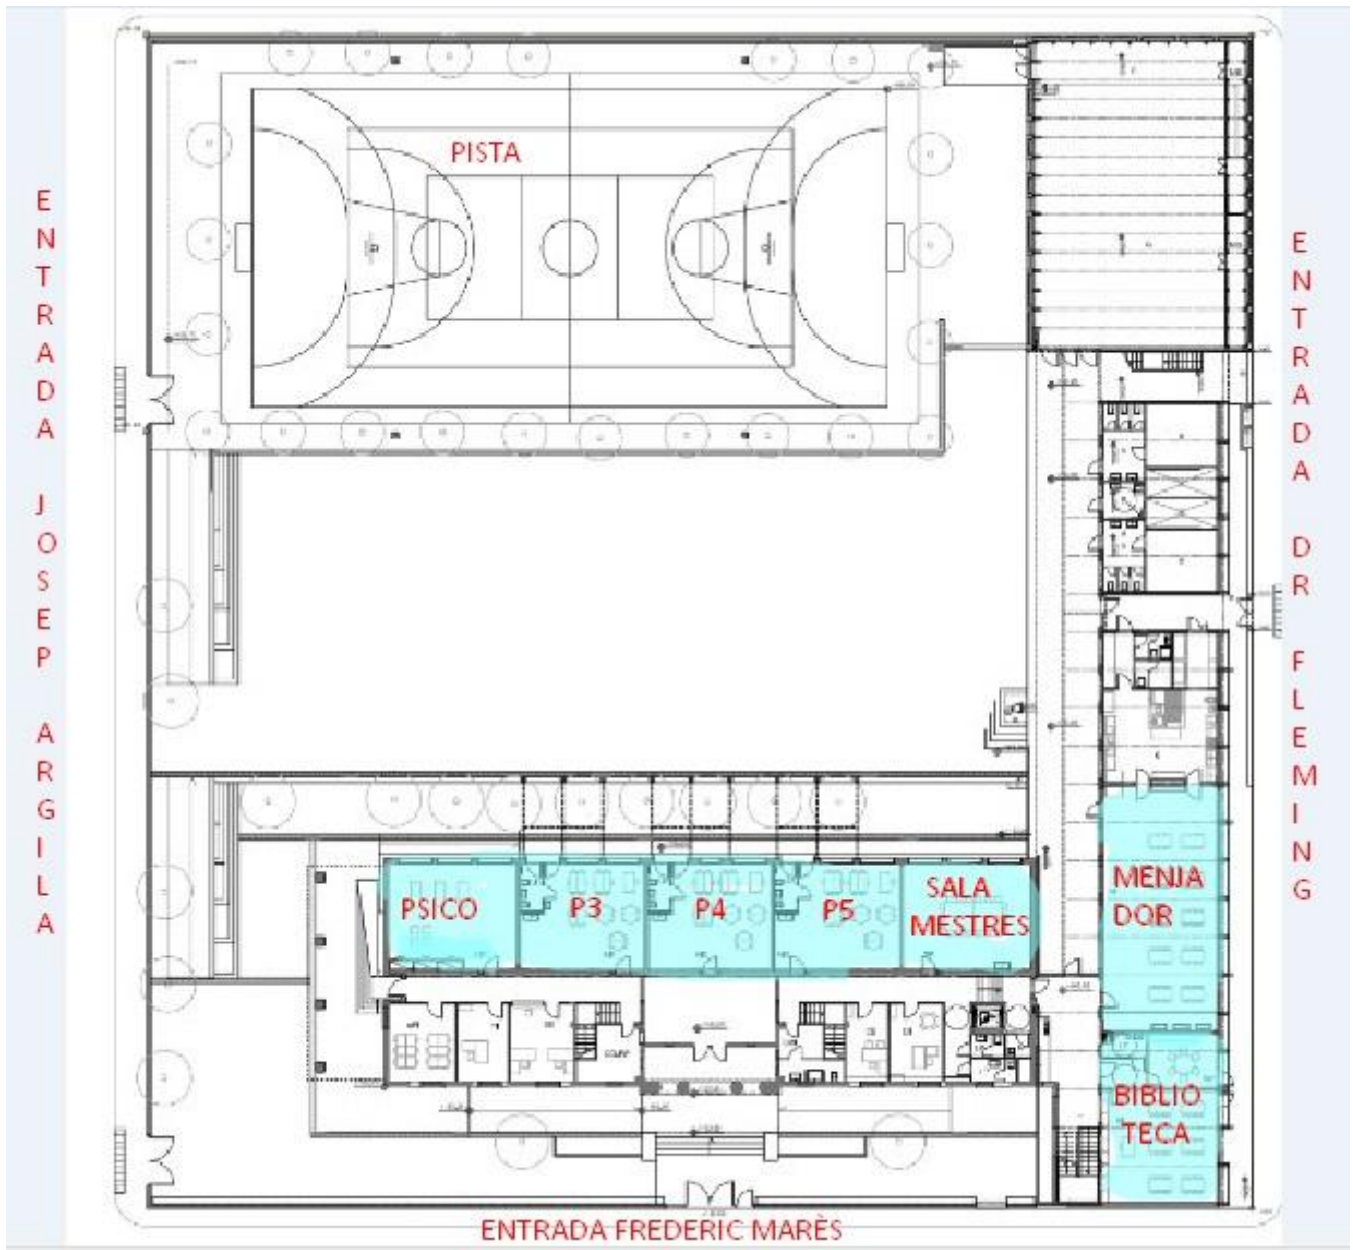 PISTA
ENTRADA JOSEP ARGILA
ENTRADA DR FLEMING
PSICO
P3
P4
P5
SALA
MESTRES
MENJA
DOR
BIBLIO
TECA
ENTRADA FREDERIC MARÈS